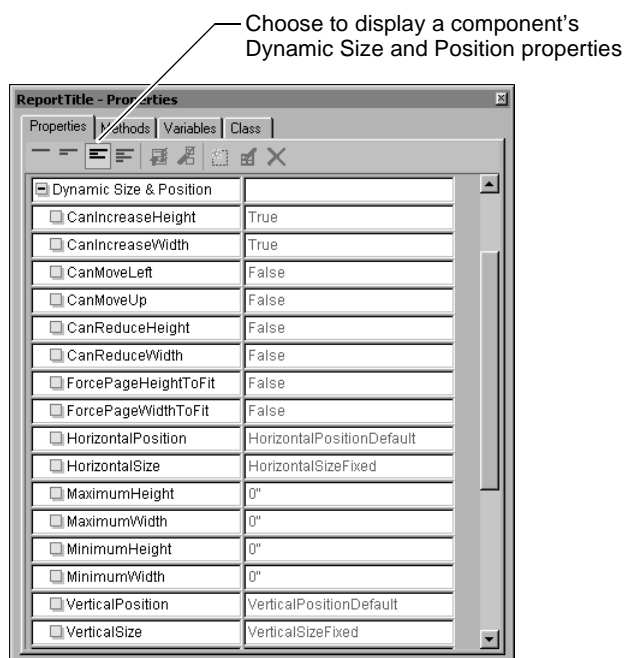 Choose to display a component's
Dynamic Size and Position properties
ReportTitle - Properties
Properties Methods Variables Class
Dynamic Size & Position
CanIncreaseHeight True
CanIncreaseWidth True
CanMoveLeft False
CanMoveUp False
CanReduceHeight False
CanReduceWidth False
ForcePageHeightToFit False
ForcePageWidthToFit False
HorizontalPosition HorizontalPositionDefault
HorizontalSize HorizontalSizeFixed
MaximumHeight 0"
MaximumWidth 0"
MinimumHeight 0"
MinimumWidth 0"
VerticalPosition VerticalPositionDefault
VerticalSize VerticalSizeFixed